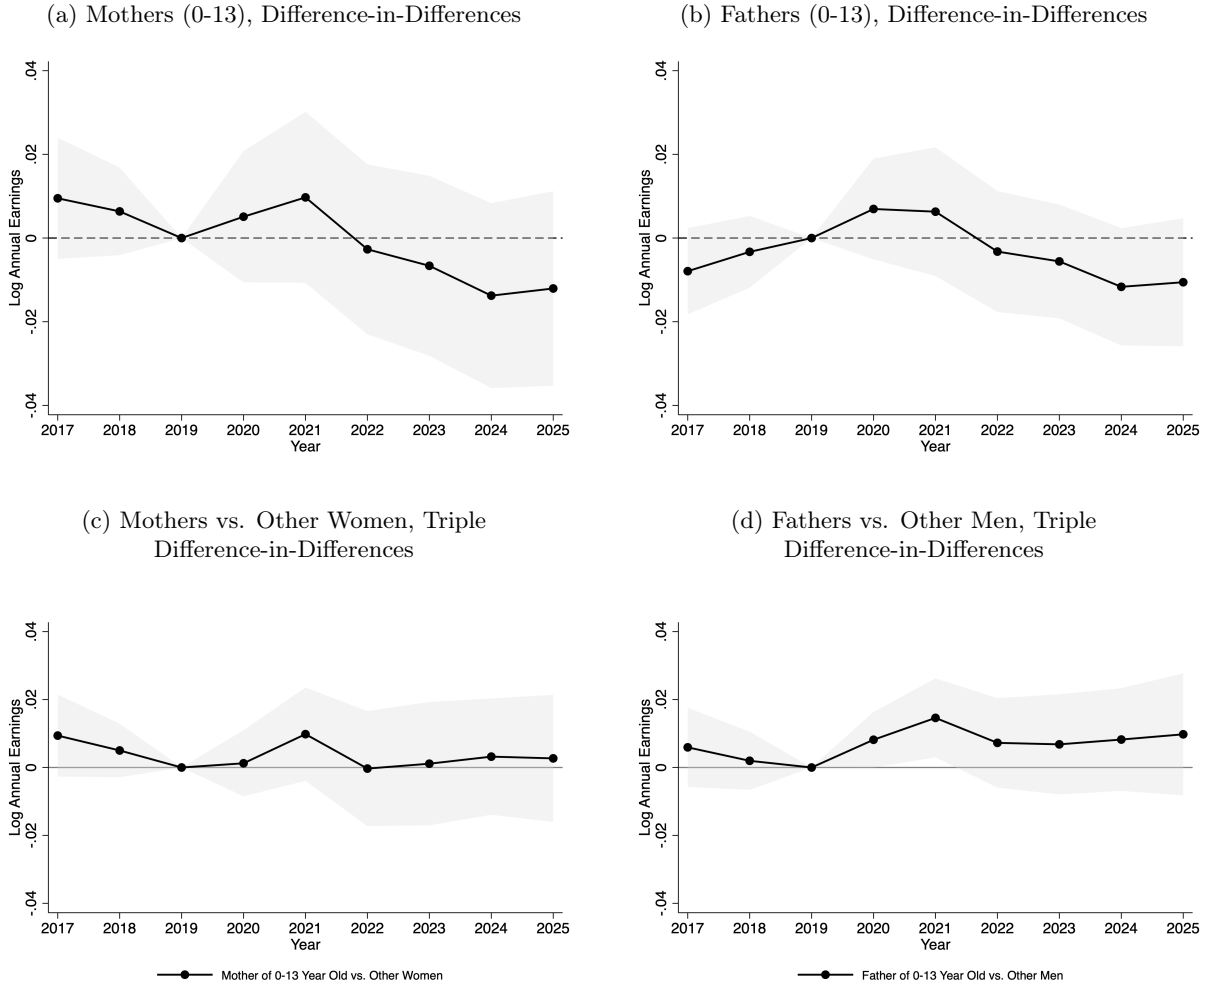 (a) Mothers (0-13), Difference-in-Differences
.04
.02
0
-.02
-.04
Log Annual Earnings
2017 2018 2019 2020 2021 2022 2023 2024 2025
Year
(b) Fathers (0-13), Difference-in-Differences
.04
.02
0
-.02
-.04
Log Annual Earnings
2017 2018 2019 2020 2021 2022 2023 2024 2025
Year
(c) Mothers vs. Other Women, Triple
Difference-in-Differences
.04
.02
0
-.02
-.04
Log Annual Earnings
2017 2018 2019 2020 2021 2022 2023 2024 2025
Year
Mother of 0-13 Year Old vs. Other Women
(d) Fathers vs. Other Men, Triple
Difference-in-Differences
.04
.02
0
-.02
-.04
Log Annual Earnings
2017 2018 2019 2020 2021 2022 2023 2024 2025
Year
Father of 0-13 Year Old vs. Other Men